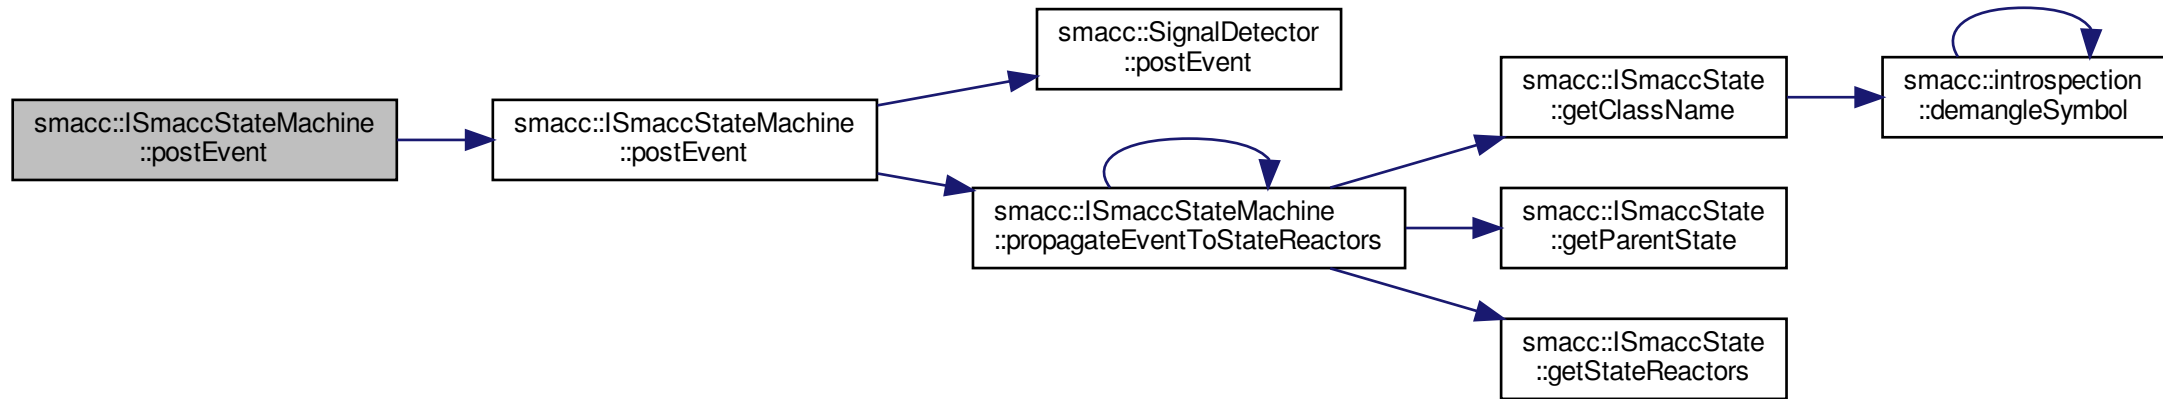 smacc::ISmaccStateMachine
::postEvent
smacc::ISmaccStateMachine
::postEvent
smacc::SignalDetector
::postEvent
smacc::ISmaccStateMachine
::propagateEventToStateReactors
smacc::ISmaccState
::getClassName
smacc::introspection
::demangleSymbol
smacc::ISmaccState
::getParentState
smacc::ISmaccState
::getStateReactors